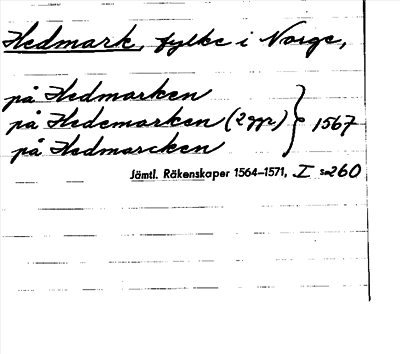 Hedmark, fylke i Norge,
på Hedmarken
på Hedemarken (2 ggr) } 1567
på Hedmarcken
Jämtl. Räkenskaper 1564–1571, I s. 260